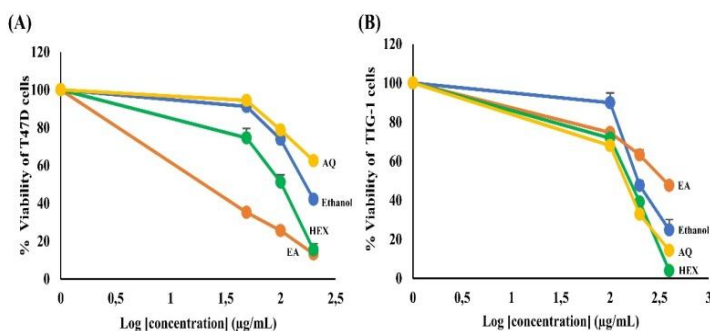 (A)
% Viability of T47D cells
120
100
80
60
40
20
0
0
0,5
1
1,5
2
2,5
Log [concentration] (µg/mL)
AQ
Ethanol
HEX
EA
(B)
% Viability of TIG-1 cells
120
100
80
60
40
20
0
0
0,5
1
1,5
2
2,5
3
Log [concentration] (µg/mL)
EA
Ethanol
AQ
HEX